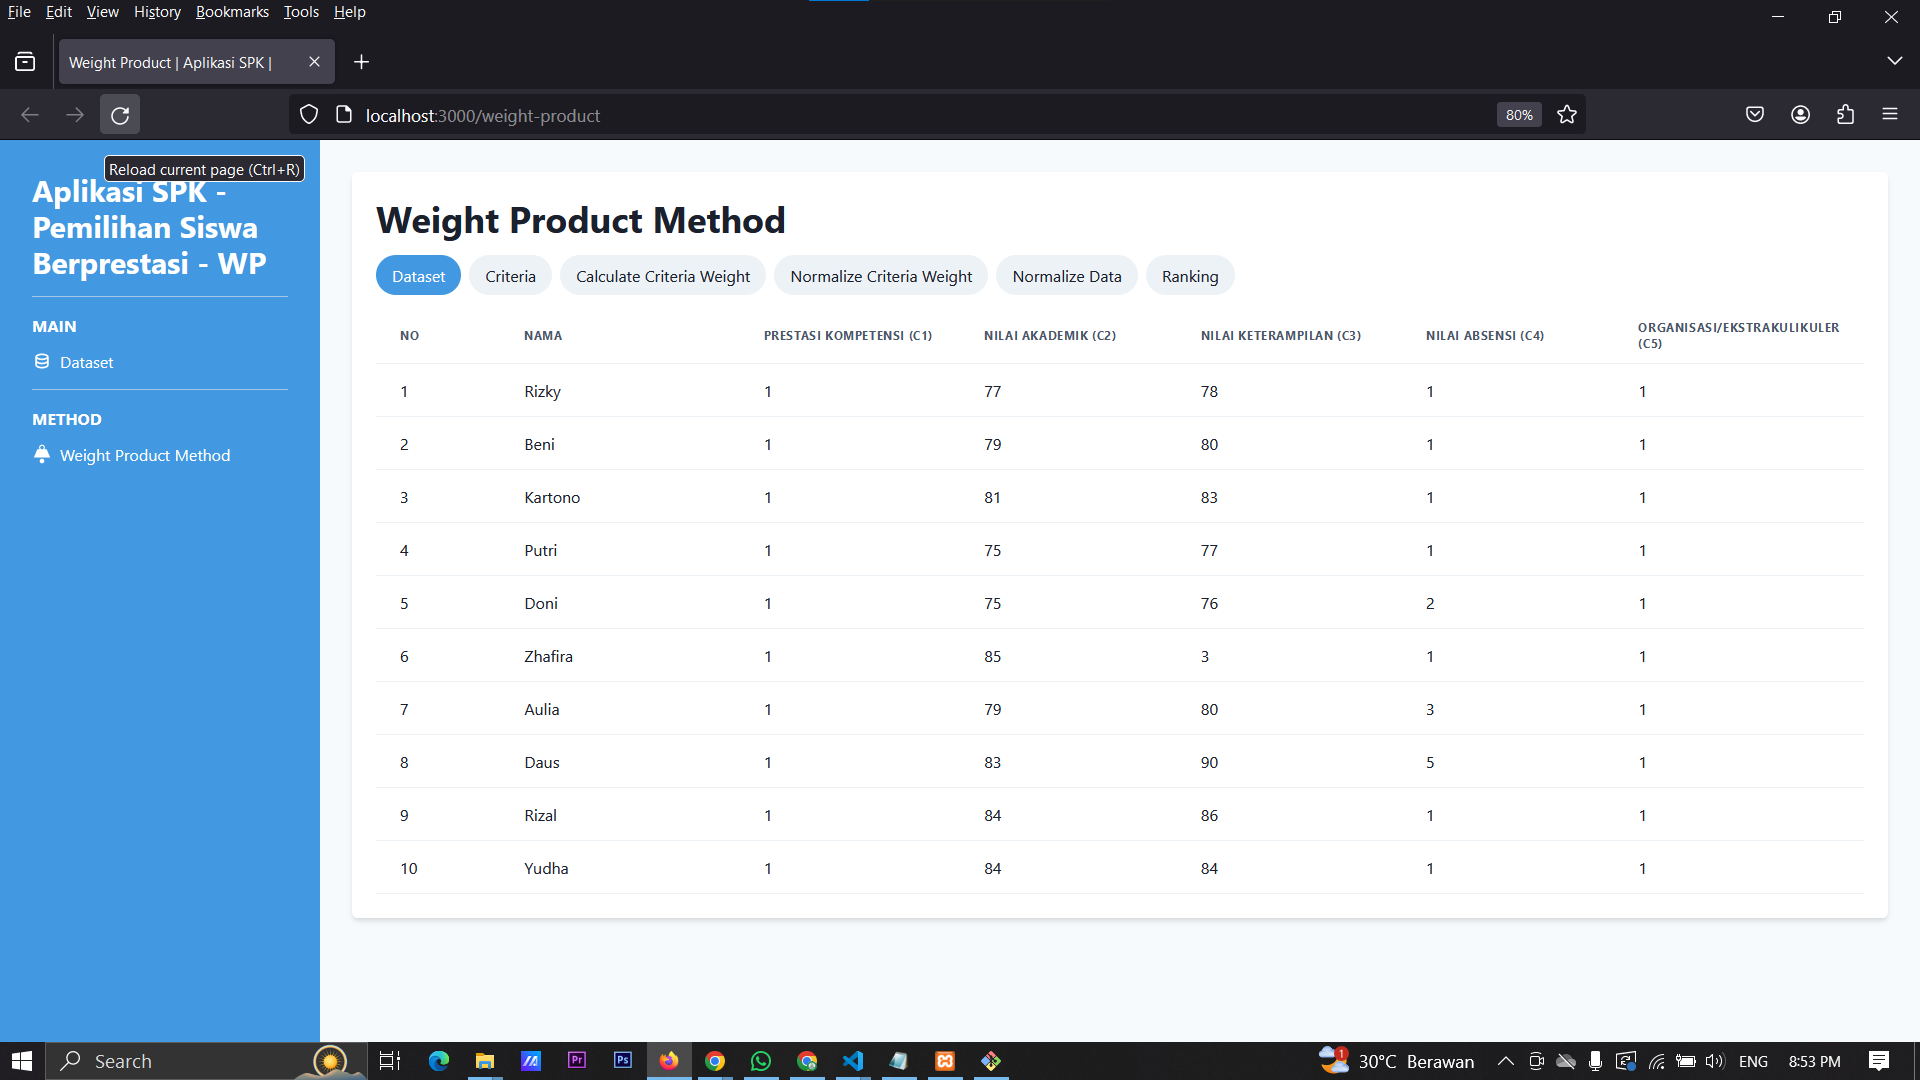 File Edit View History Bookmarks Tools Help
Weight Product | Aplikasi SPK |
localhost:3000/weight-product
80%
Reload current page (Ctrl+R)
Aplikasi SPK -
Pemilihan Siswa
Berprestasi - WP
MAIN
Dataset
METHOD
Weight Product Method
Weight Product Method
Dataset Criteria Calculate Criteria Weight Normalize Criteria Weight Normalize Data Ranking
NO NAMA PRESTASI KOMPETENSI (C1) NILAI AKADEMIK (C2) NILAI KETERAMPILAN (C3) NILAI ABSENSI (C4) ORGANISASI/EKSTRAKULIKULER (C5)
1 Rizky 1 77 78 1 1
2 Beni 1 79 80 1 1
3 Kartono 1 81 83 1 1
4 Putri 1 75 77 1 1
5 Doni 1 75 76 2 1
6 Zhafira 1 85 3 1 1
7 Aulia 1 79 80 3 1
8 Daus 1 83 90 5 1
9 Rizal 1 84 86 1 1
10 Yudha 1 84 84 1 1
Search
Pr
Ps
1
30°C Berawan
ENG
8:53 PM